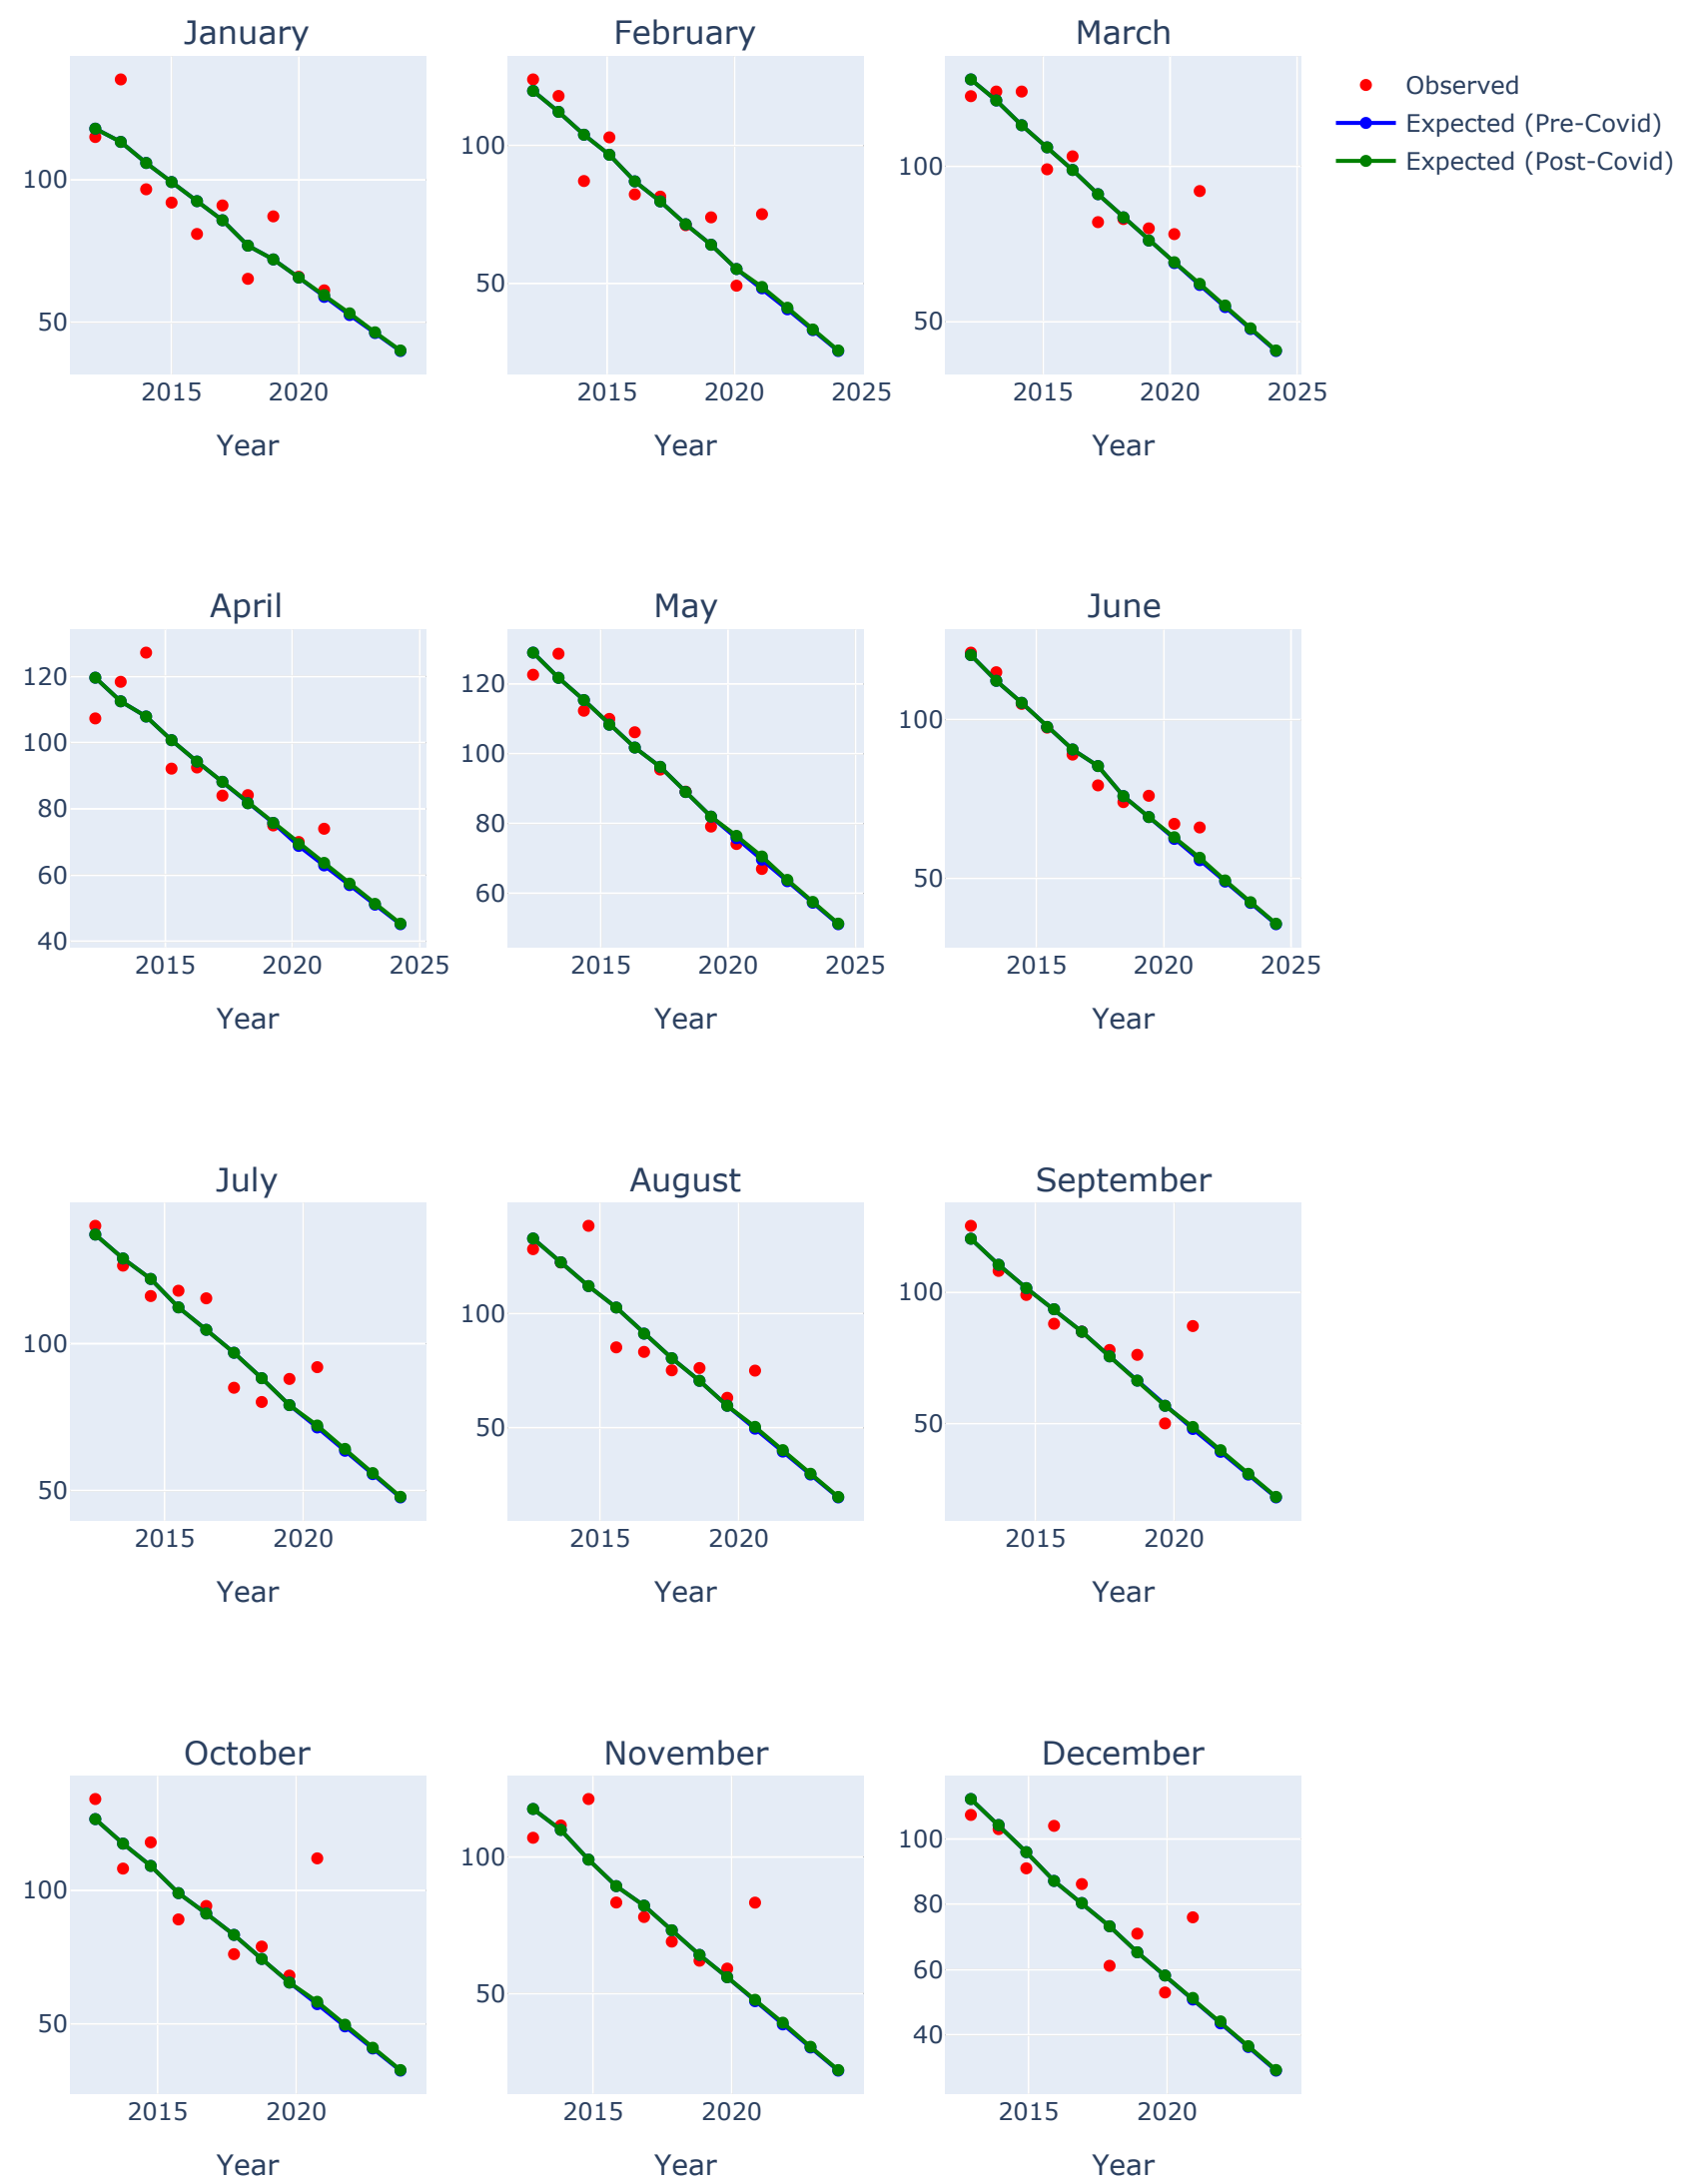 January
February
March
Observed
Expected (Pre-Covid)
Expected (Post-Covid)
100
50
100
50
100
50
2015 2020
2015 2020 2025
2015 2020 2025
Year
Year
Year
April
May
June
120
100
80
60
40
120
100
80
60
100
50
2015 2020 2025
2015 2020 2025
2015 2020 2025
Year
Year
Year
July
August
September
100
50
100
50
100
50
2015 2020
2015 2020
2015 2020
Year
Year
Year
October
November
December
100
50
100
50
100
80
60
40
2015 2020
2015 2020
2015 2020
Year
Year
Year